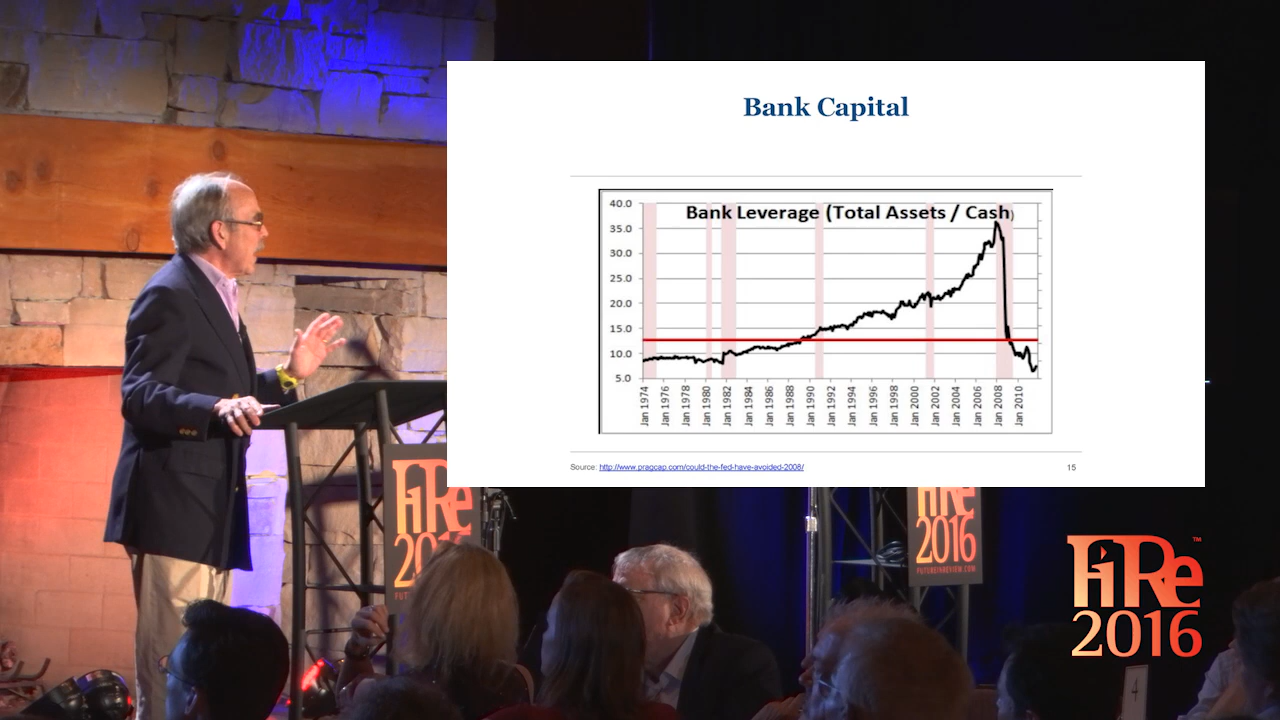 Bank Capital
Bank Leverage (Total Assets / Cash)
40.0
35.0
30.0
25.0
20.0
15.0
10.0
5.0
Jan 1974
Jan 1976
Jan 1978
Jan 1980
Jan 1982
Jan 1984
Jan 1986
Jan 1988
Jan 1990
Jan 1992
Jan 1994
Jan 1996
Jan 1998
Jan 2000
Jan 2002
Jan 2004
Jan 2006
Jan 2008
Jan 2010
Source: http://www.pragcap.com/could-the-fed-have-avoided-2008/
15
FiRe
FiRe
2016
FUTUREINREVIEW.COM
FiRe™
2016
4